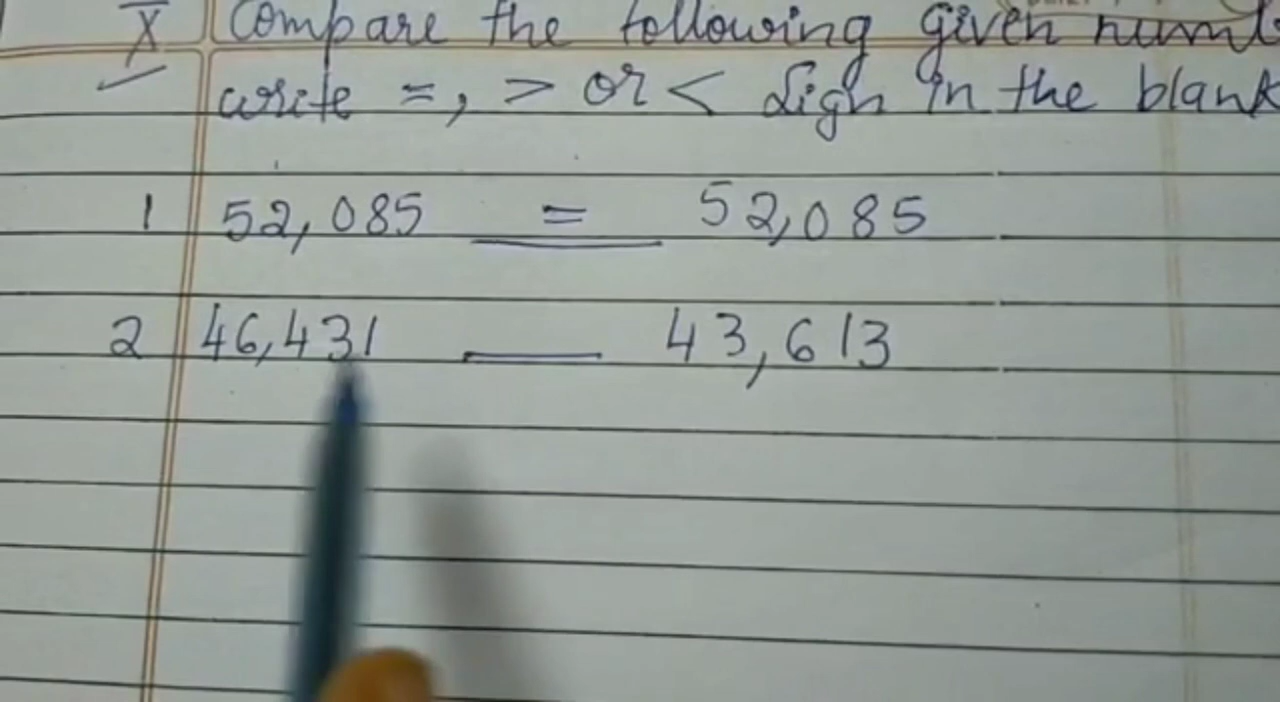 X Compare the following given
write =, > or < sign in the blank
1 52,085 = 52,085
2 46,431 ___ 43,613